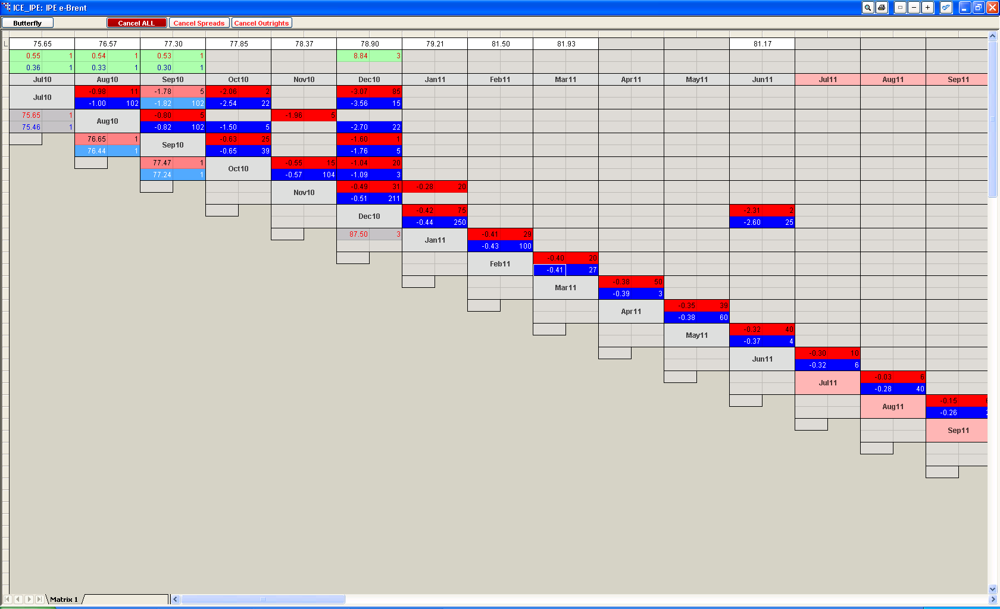 ICE_IPE: IPE e-Brent
Butterfly Cancel ALL Cancel Spreads Cancel Outrights
L 75.65 76.57 77.30 77.85 78.37 78.90 79.21 81.50 81.93 81.17
0.55 1 0.54 1 0.53 1 8.84 3
0.36 1 0.33 1 0.30 1
Jul10 Aug10 Sep10 Oct10 Nov10 Dec10 Jan11 Feb11 Mar11 Apr11 May11 Jun11 Jul11 Aug11 Sep11
-0.98 11 -1.78 5 -2.06 2 -3.07 85
Jul10
-1.00 102 -1.82 102 -2.54 22 -3.56 15
75.65 1 -0.80 5 -1.96 5
Aug10
75.46 1 -0.82 102 -1.50 5 -2.70 22
76.65 1 -0.63 25 -1.60 1
Sep10
76.44 1 -0.65 39 -1.76 5
77.47 1 -0.55 15 -1.04 20
Oct10
77.24 1 -0.57 104 -1.09 3
-0.49 31 -0.28 20
Nov10
-0.51 211
-0.42 75 -2.31 2
Dec10
-0.44 250 -2.60 25
87.50 3 -0.41 29
Jan11
-0.43 100
-0.40 20
Feb11
-0.41 27
-0.38 50
Mar11
-0.39 3
-0.35 39
Apr11
-0.38 60
-0.32 40
May11
-0.37 4
-0.30 10
Jun11
-0.32 6
-0.03 6
Jul11
-0.28 40
-0.15
Aug11
-0.26
Sep11
Matrix 1